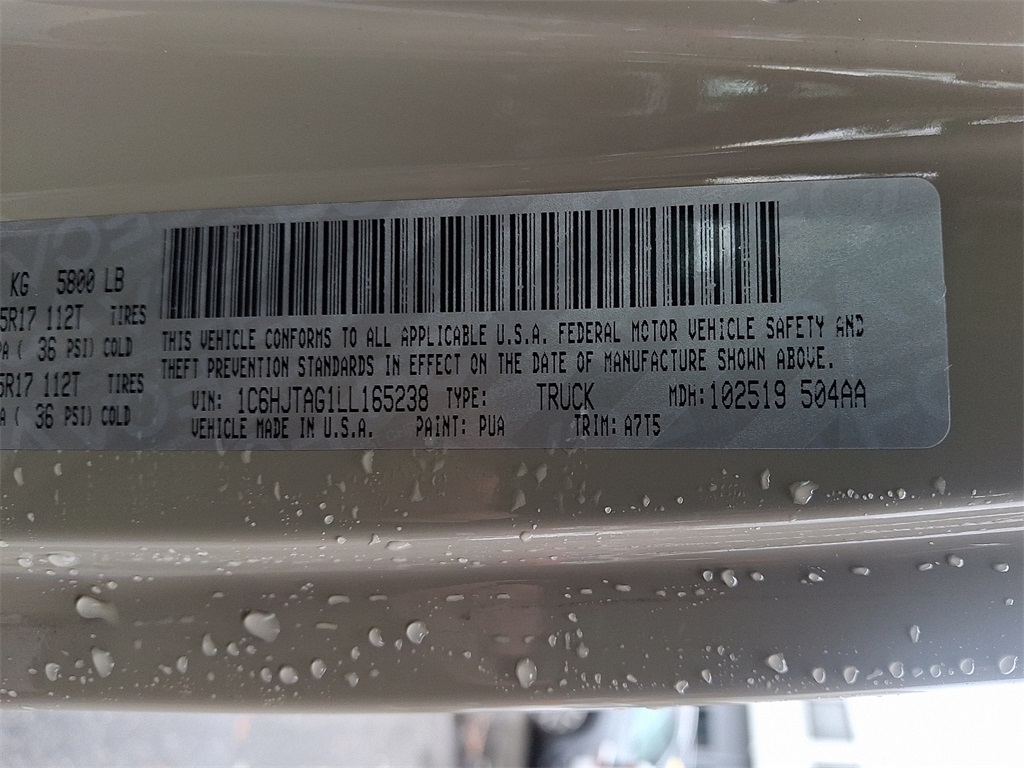 KG 5800 LB
5R17 112T TIRES
PA ( 36 PSI) COLD
5R17 112T TIRES
A ( 36 PSI) COLD
THIS VEHICLE CONFORMS TO ALL APPLICABLE U.S.A. FEDERAL MOTOR VEHICLE SAFETY AND
THEFT PREVENTION STANDARDS IN EFFECT ON THE DATE OF MANUFACTURE SHOWN ABOVE.
VIN: 1C6HJTAG1LL165238 TYPE: TRUCK MDH:102519 504AA
VEHICLE MADE IN U.S.A. PAINT: PUA TRIM: A7T5